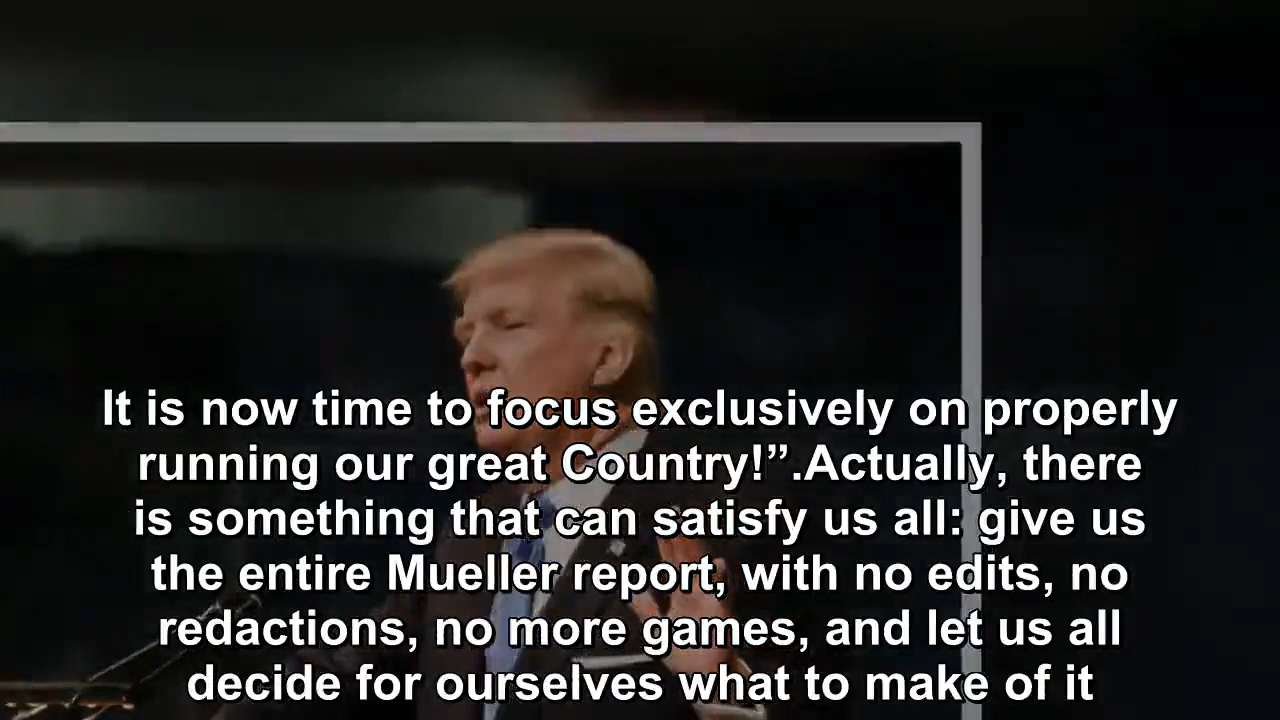 It is now time to focus exclusively on properly
running our great Country!”.Actually, there
is something that can satisfy us all: give us
the entire Mueller report, with no edits, no
redactions, no more games, and let us all
decide for ourselves what to make of it